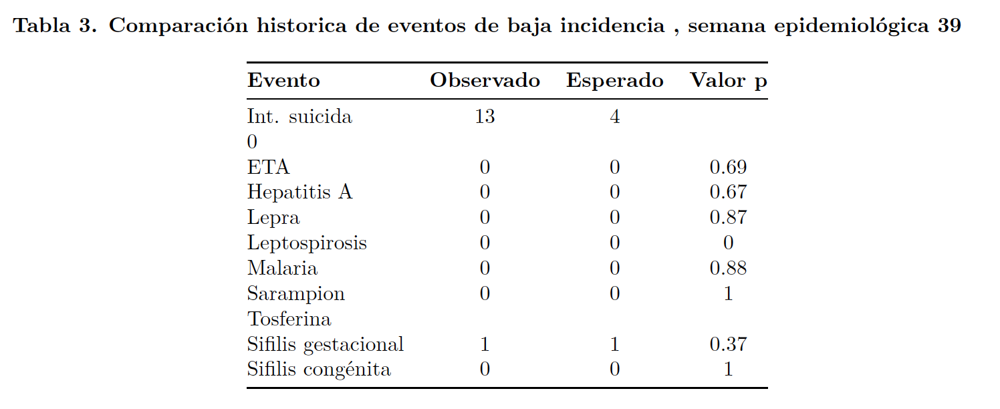 Tabla 3. Comparación historica de eventos de baja incidencia , semana epidemiológica 39
Evento Observado Esperado Valor p
Int. suicida 13 4
0
ETA 0 0 0.69
Hepatitis A 0 0 0.67
Lepra 0 0 0.87
Leptospirosis 0 0 0
Malaria 0 0 0.88
Sarampion 0 0 1
Tosferina
Sifilis gestacional 1 1 0.37
Sifilis congénita 0 0 1